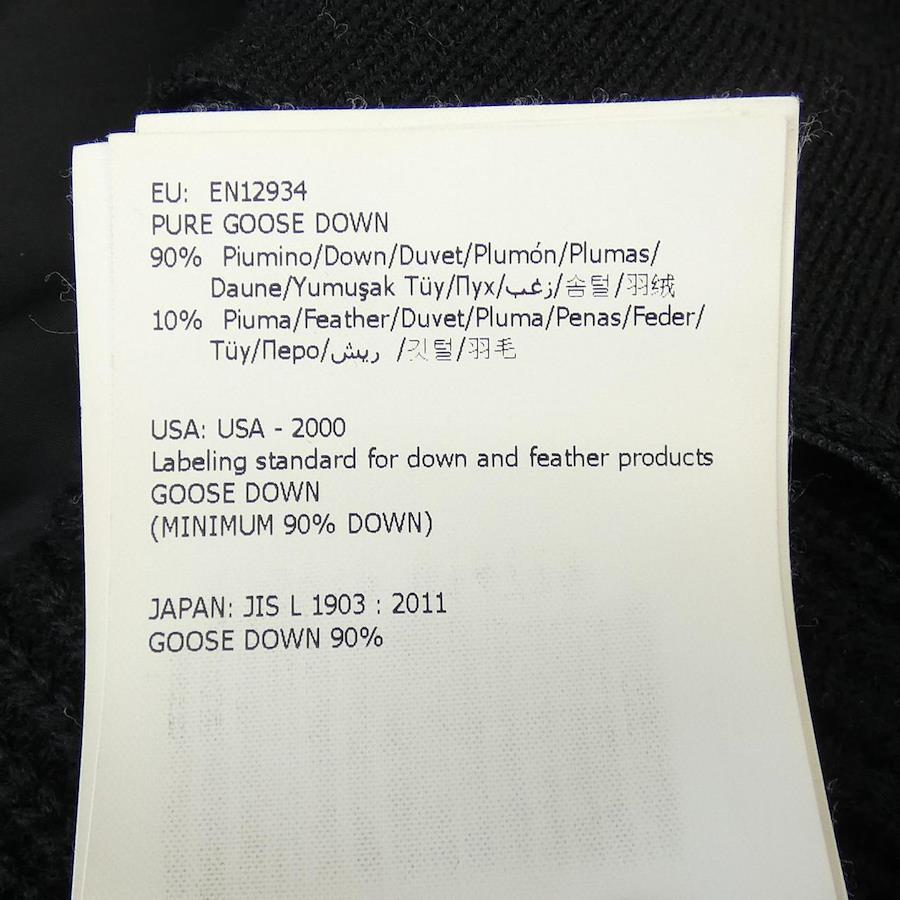 EU: EN12934
PURE GOOSE DOWN
90% Piumino/Down/Duvet/Plumón/Plumas/
Daune/Yumuşak Tüy/Пух/زغب/솜털/羽绒
10% Piuma/Feather/Duvet/Pluma/Penas/Feder/
Tüy/Перо/ريش /깃털/羽毛
USA: USA - 2000
Labeling standard for down and feather products
GOOSE DOWN
(MINIMUM 90% DOWN)
JAPAN: JIS L 1903 : 2011
GOOSE DOWN 90%